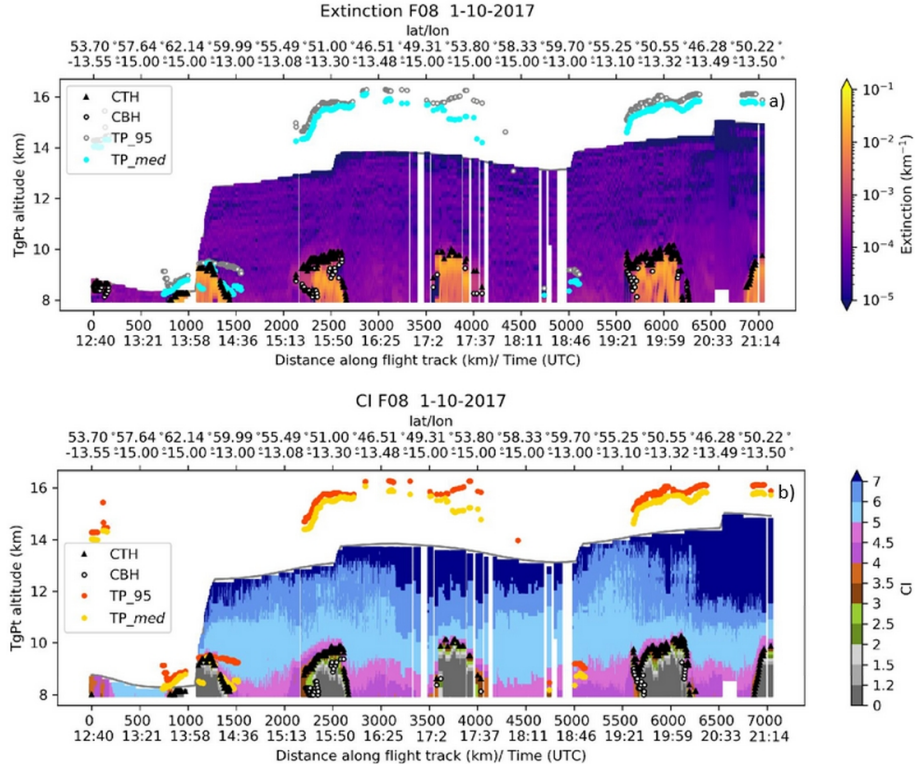 Extinction F08 1-10-2017
lat/lon
53.70 °57.64 °62.14 °59.99 °55.49 °51.00 °46.51 °49.31 °53.80 °58.33 °59.70 °55.25 °50.55 °46.28 °50.22 °
-13.55 °-15.00 °-15.00 °-13.00 °-13.08 °-13.30 °-13.48 °-15.00 °-15.00 °-15.00 °-13.00 °-13.10 °-13.32 °-13.49 °-13.50 °
a)
CTH
CBH
TP_95
TP_med
TgPt altitude (km)
16
14
12
10
8
0 500 1000 1500 2000 2500 3000 3500 4000 4500 5000 5500 6000 6500 7000
12:40 13:21 13:58 14:36 15:13 15:50 16:25 17:2 17:37 18:11 18:46 19:21 19:59 20:33 21:14
Distance along flight track (km)/ Time (UTC)
10⁻¹
10⁻²
10⁻³
10⁻⁴
10⁻⁵
Extinction (km⁻¹)
CI F08 1-10-2017
lat/lon
53.70 °57.64 °62.14 °59.99 °55.49 °51.00 °46.51 °49.31 °53.80 °58.33 °59.70 °55.25 °50.55 °46.28 °50.22 °
-13.55 °-15.00 °-15.00 °-13.00 °-13.08 °-13.30 °-13.48 °-15.00 °-15.00 °-15.00 °-13.00 °-13.10 °-13.32 °-13.49 °-13.50 °
b)
CTH
CBH
TP_95
TP_med
TgPt altitude (km)
16
14
12
10
8
0 500 1000 1500 2000 2500 3000 3500 4000 4500 5000 5500 6000 6500 7000
12:40 13:21 13:58 14:36 15:13 15:50 16:25 17:2 17:37 18:11 18:46 19:21 19:59 20:33 21:14
Distance along flight track (km)/ Time (UTC)
7
6
5
4.5
4
3.5
3
2.5
2
1.5
1.2
0
CI